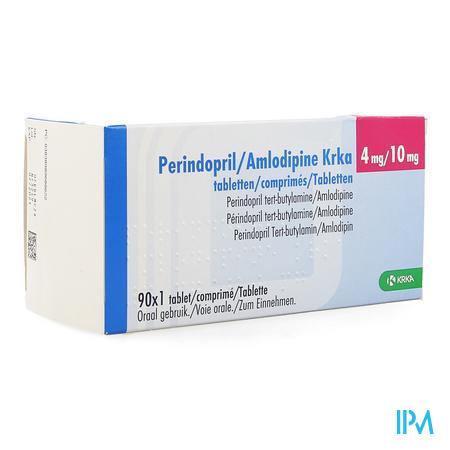 Perindopril/Amlodipine Krka
4 mg/10 mg
tabletten/comprimés/Tabletten
Perindopril tert-butylamine/Amlodipine
Périndopril tert-butylamine/Amlodipine
Perindopril Tert-butylamin/Amlodipin
90x1 tablet/comprimé/Tablette
Oraal gebruik./Voie orale./Zum Einnehmen.
KRKA
IPM